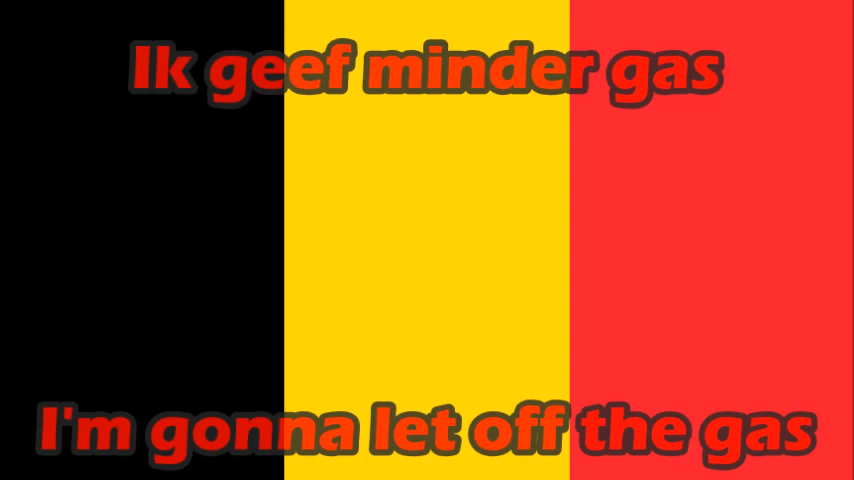 Ik geef minder gas
I'm gonna let off the gas